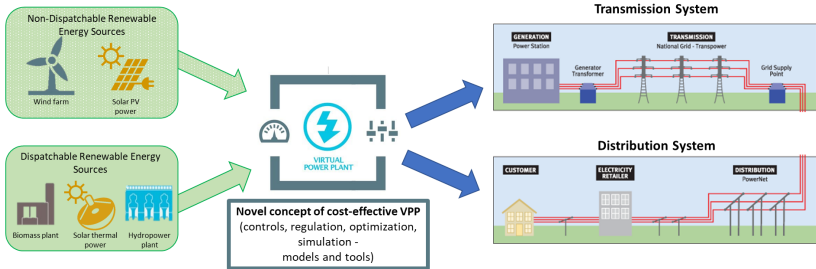 Non-Dispatchable Renewable
Energy Sources
Wind farm
Solar PV
power
Dispatchable Renewable Energy
Sources
Biomass plant
Solar thermal
power
Hydropower
plant
VIRTUAL
POWER PLANT
Novel concept of cost-effective VPP
(controls, regulation, optimization,
simulation -
models and tools)
Transmission System
GENERATION
Power Station
Generator
Transformer
TRANSMISSION
National Grid - Transpower
Grid Supply
Point
Distribution System
CUSTOMER
ELECTRICITY
RETAILER
DISTRIBUTION
PowerNet